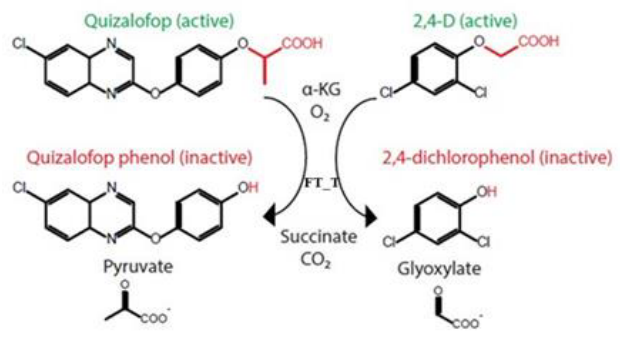 Quizalofop (active)
2,4-D (active)
Cl
N
N
O
O
COOH
O
COOH
Cl
Cl
α-KG
O₂
Quizalofop phenol (inactive)
2,4-dichlorophenol (inactive)
FT_T
Cl
N
N
O
OH
OH
Cl
Cl
Succinate
CO₂
Pyruvate
Glyoxylate
O
COO⁻
O
COO⁻